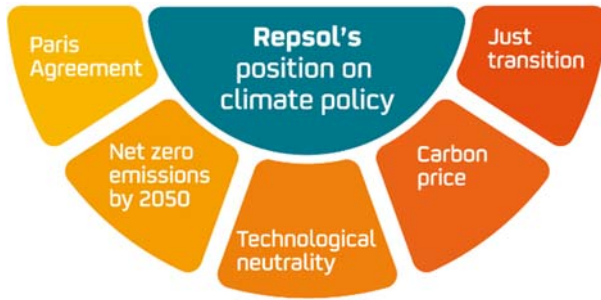 Repsol's
position on
climate policy
Paris
Agreement
Net zero
emissions
by 2050
Technological
neutrality
Carbon
price
Just
transition